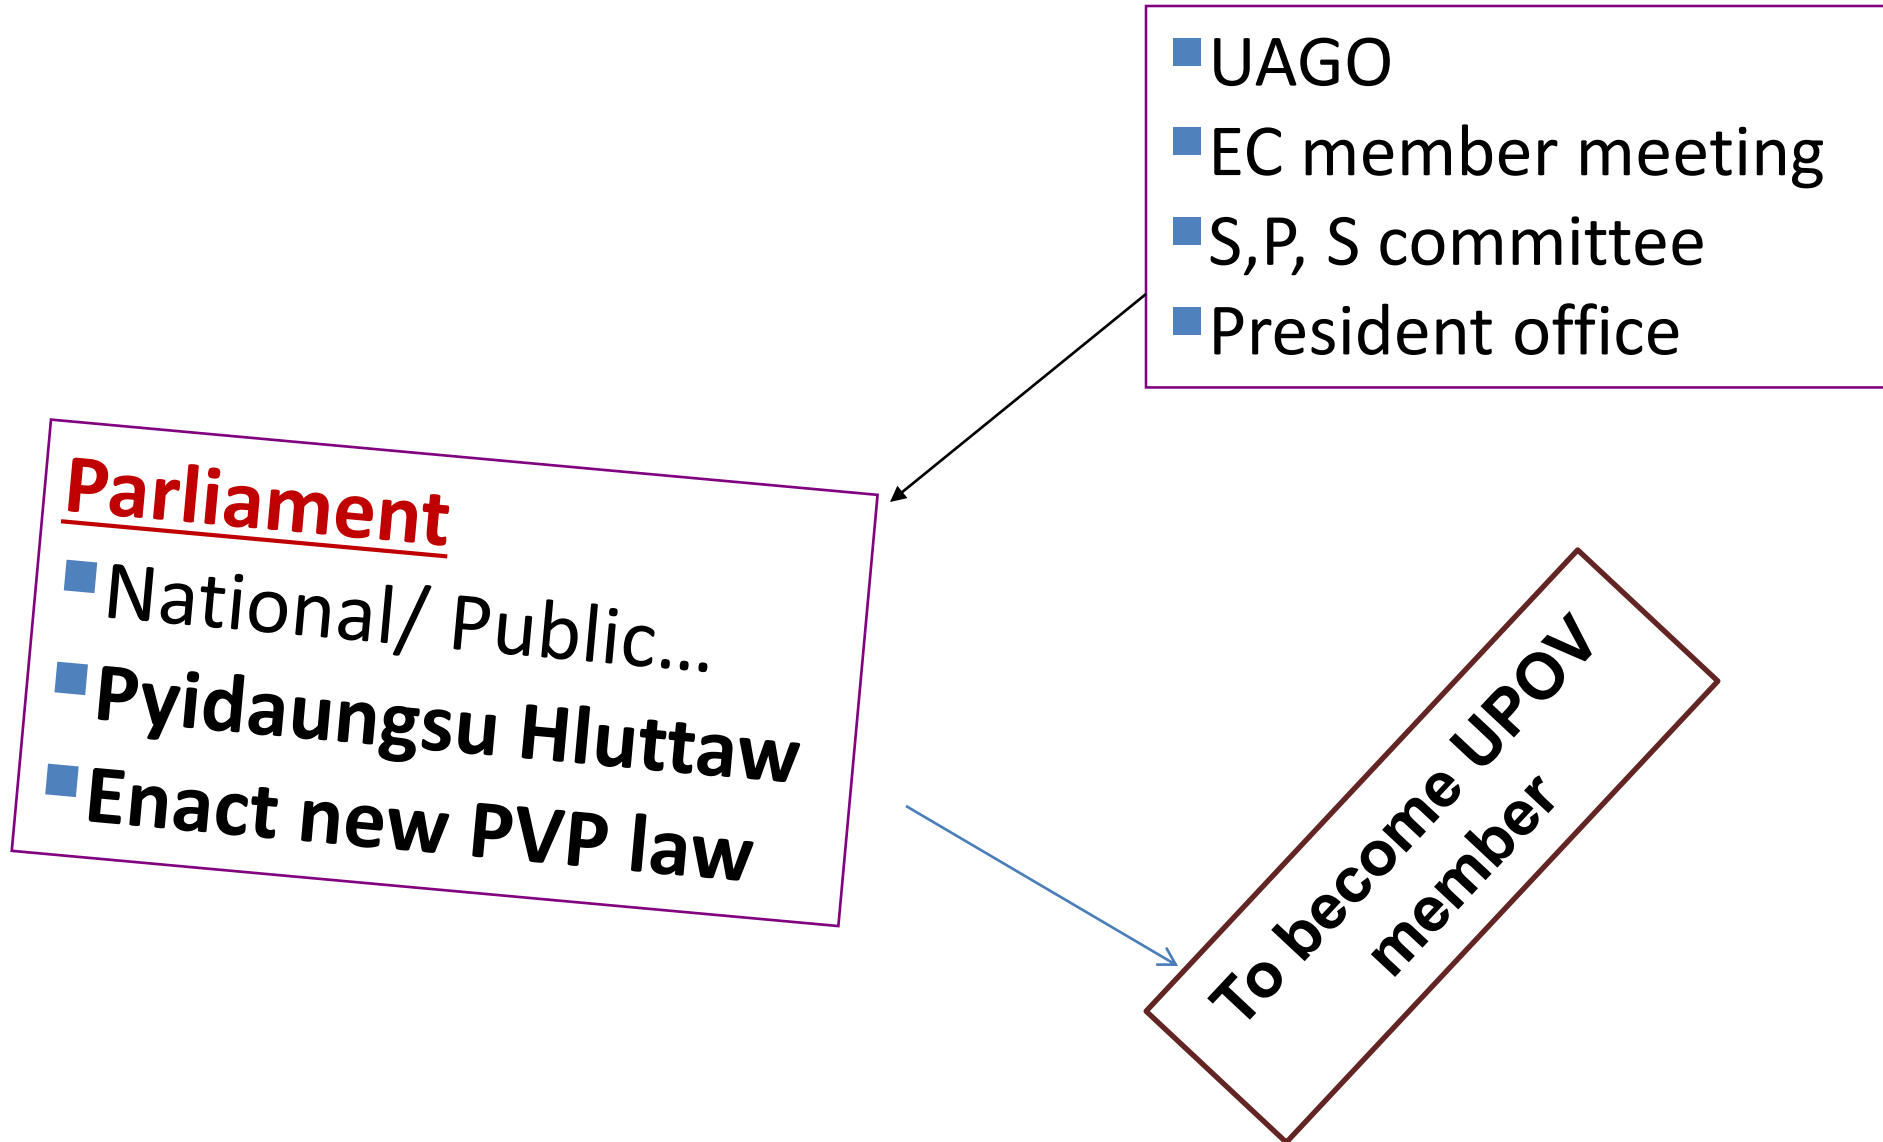 UAGO
EC member meeting
S,P, S committee
President office
Parliament
National/ Public...
Pyidaungsu Hluttaw
Enact new PVP law
To become UPOV
member